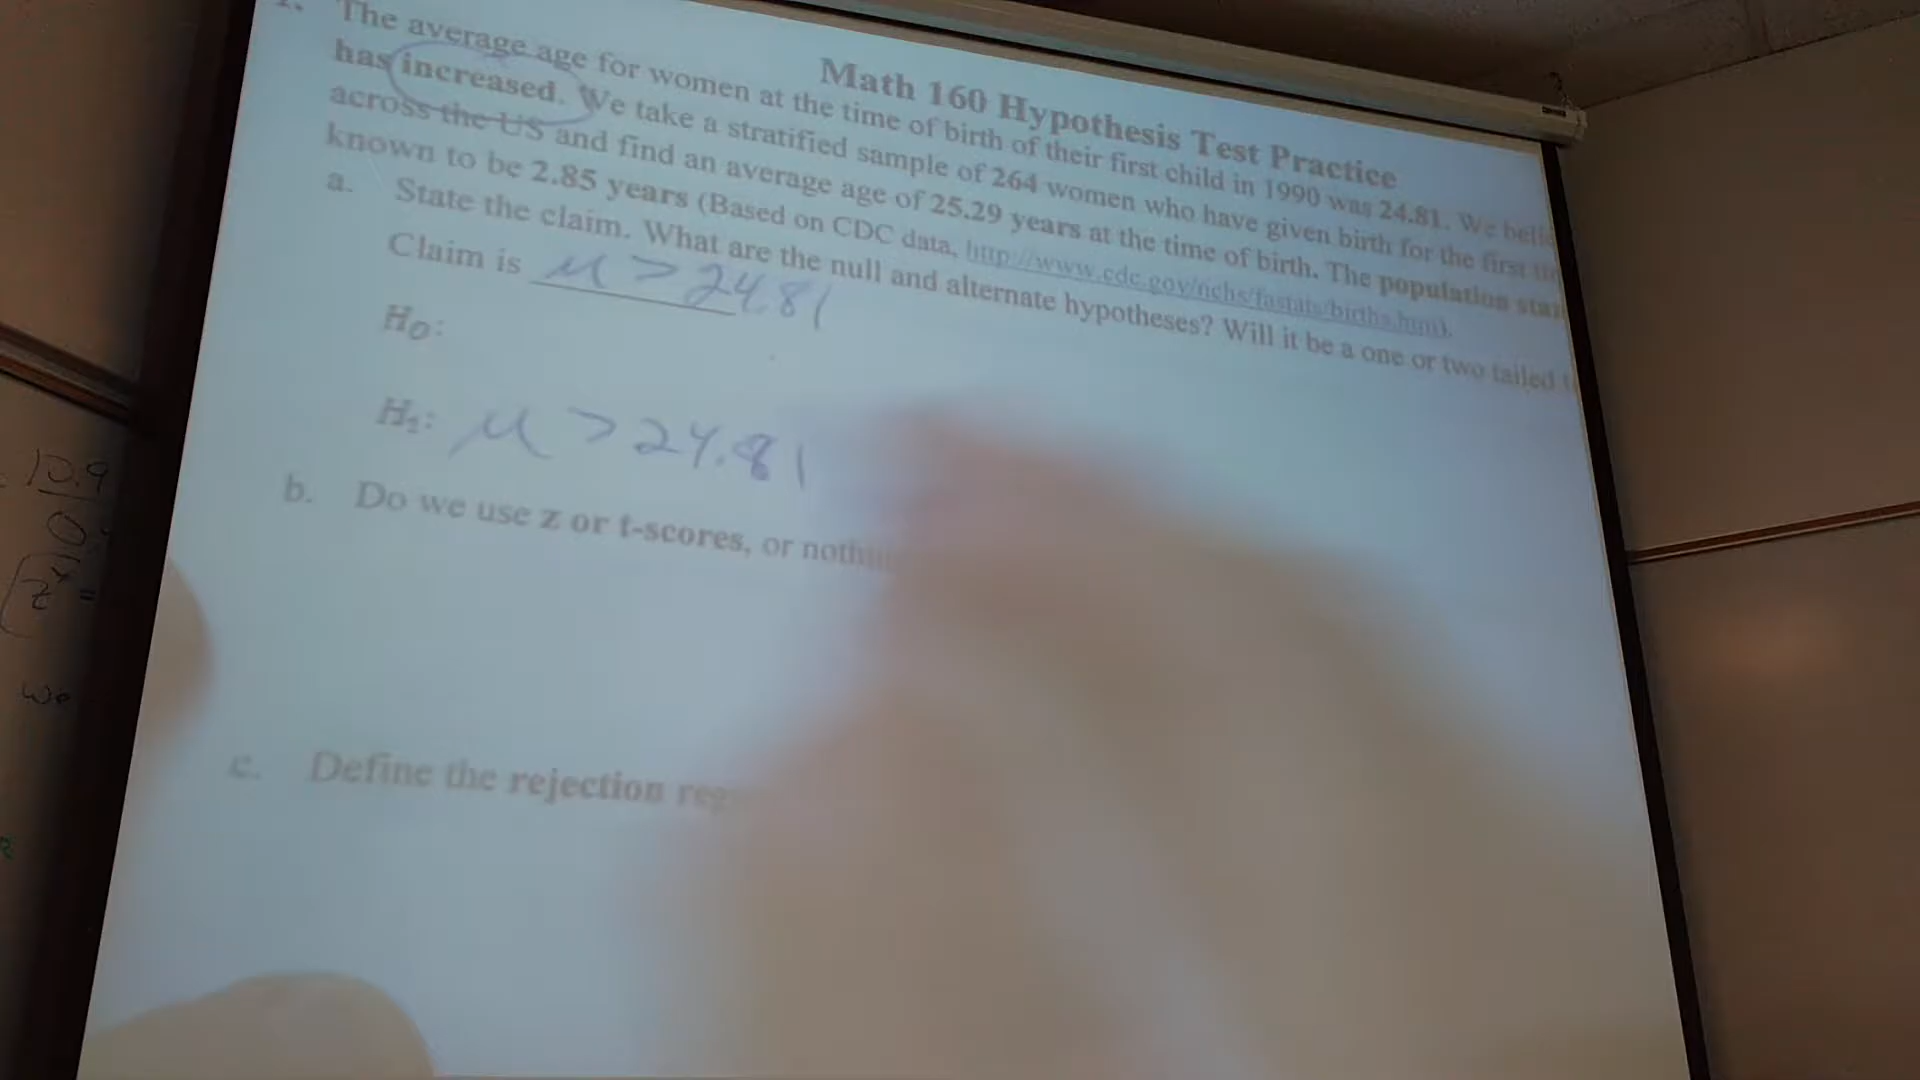 Math 160 Hypothesis Test Practice
The average age for women at the time of birth of their first child in 1990 was 24.81. We
has increased. We take a stratified sample of 264 women who have given birth for the first
across the US and find an average age of 25.29 years at the time of birth. The population
known to be 2.85 years (Based on CDC data, http://www.cdc.gov/nchs/fastats/births.htm).
a. State the claim. What are the null and alternate hypotheses? Will it be a one or two tailed
Claim is μ > 24.81
H₀:
H₁: μ > 24.81
b. Do we use z or t-scores, or
c. Define the rejection
10.9